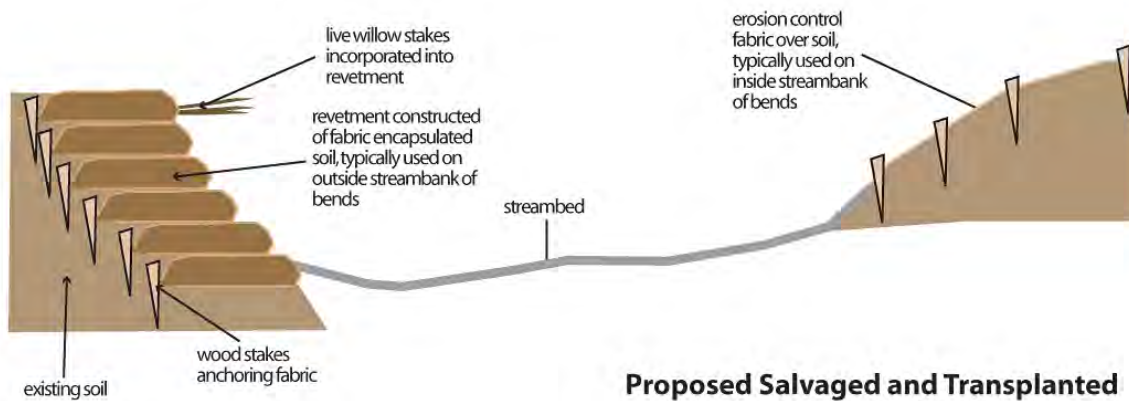 live willow stakes
incorporated into
revetment
revetment constructed
of fabric encapsulated
soil, typically used on
outside streambank of
bends
erosion control
fabric over soil,
typically used on
inside streambank
of bends
streambed
wood stakes
anchoring fabric
existing soil
Proposed Salvaged and Transplanted